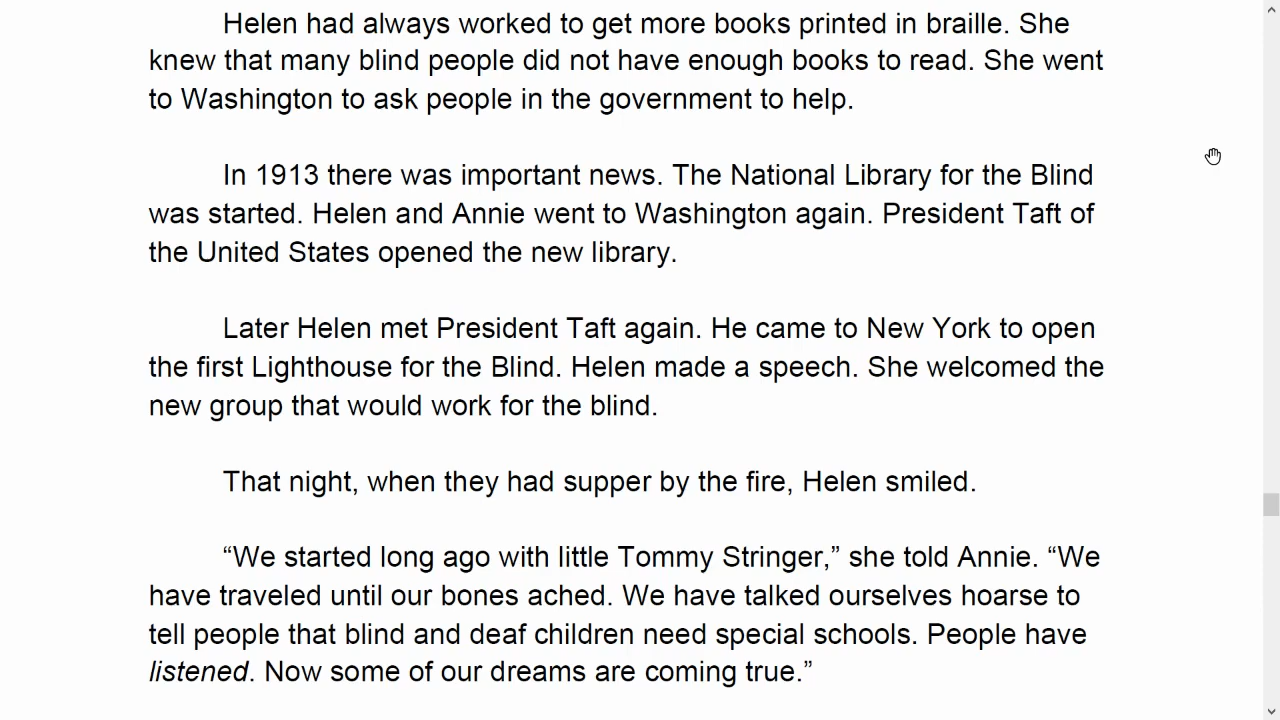 Helen had always worked to get more books printed in braille. She
knew that many blind people did not have enough books to read. She went
to Washington to ask people in the government to help.
In 1913 there was important news. The National Library for the Blind
was started. Helen and Annie went to Washington again. President Taft of
the United States opened the new library.
Later Helen met President Taft again. He came to New York to open
the first Lighthouse for the Blind. Helen made a speech. She welcomed the
new group that would work for the blind.
That night, when they had supper by the fire, Helen smiled.
“We started long ago with little Tommy Stringer,” she told Annie. “We
have traveled until our bones ached. We have talked ourselves hoarse to
tell people that blind and deaf children need special schools. People have
listened. Now some of our dreams are coming true.”